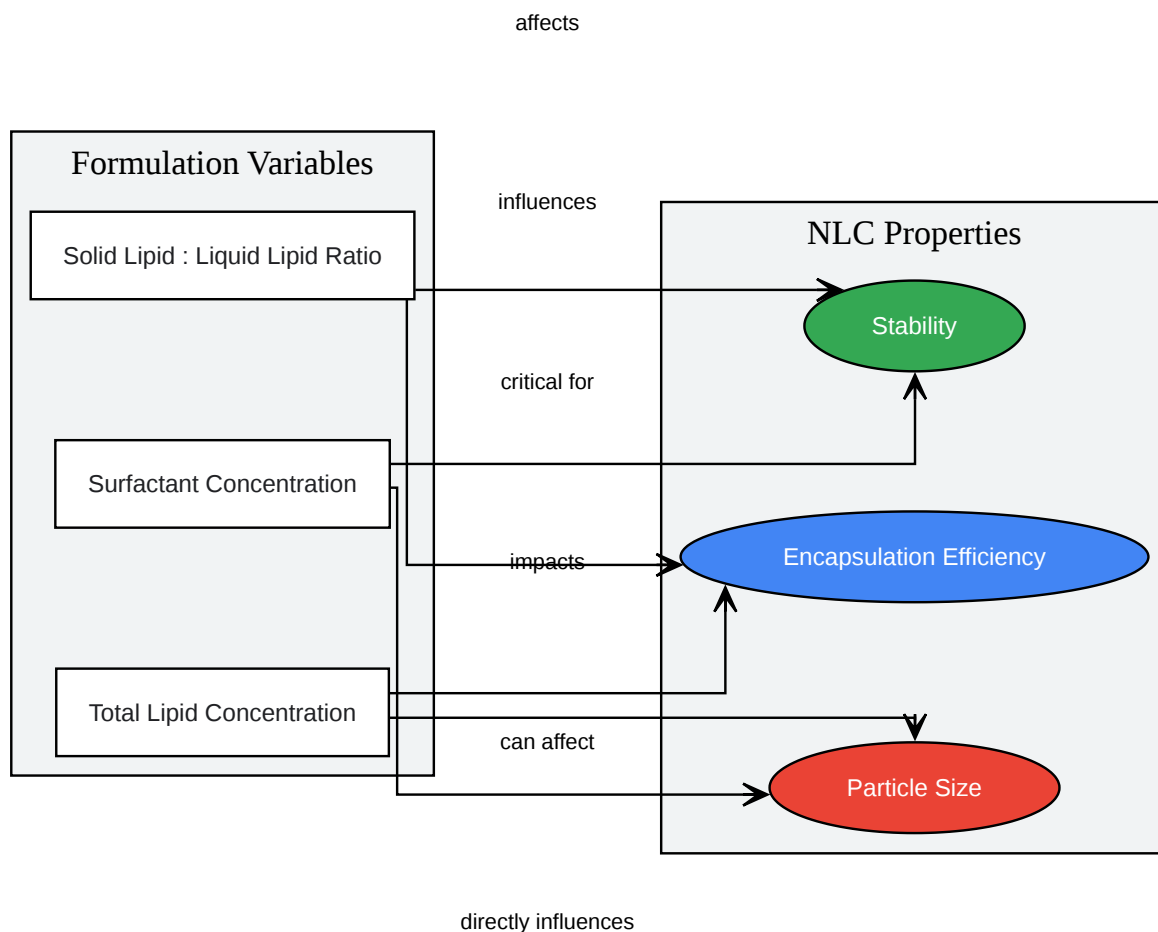 affects
Formulation Variables
influences
NLC Properties
Solid Lipid : Liquid Lipid Ratio
Stability
critical for
Surfactant Concentration
Encapsulation Efficiency
impacts
Total Lipid Concentration
can affect
Particle Size
directly influences